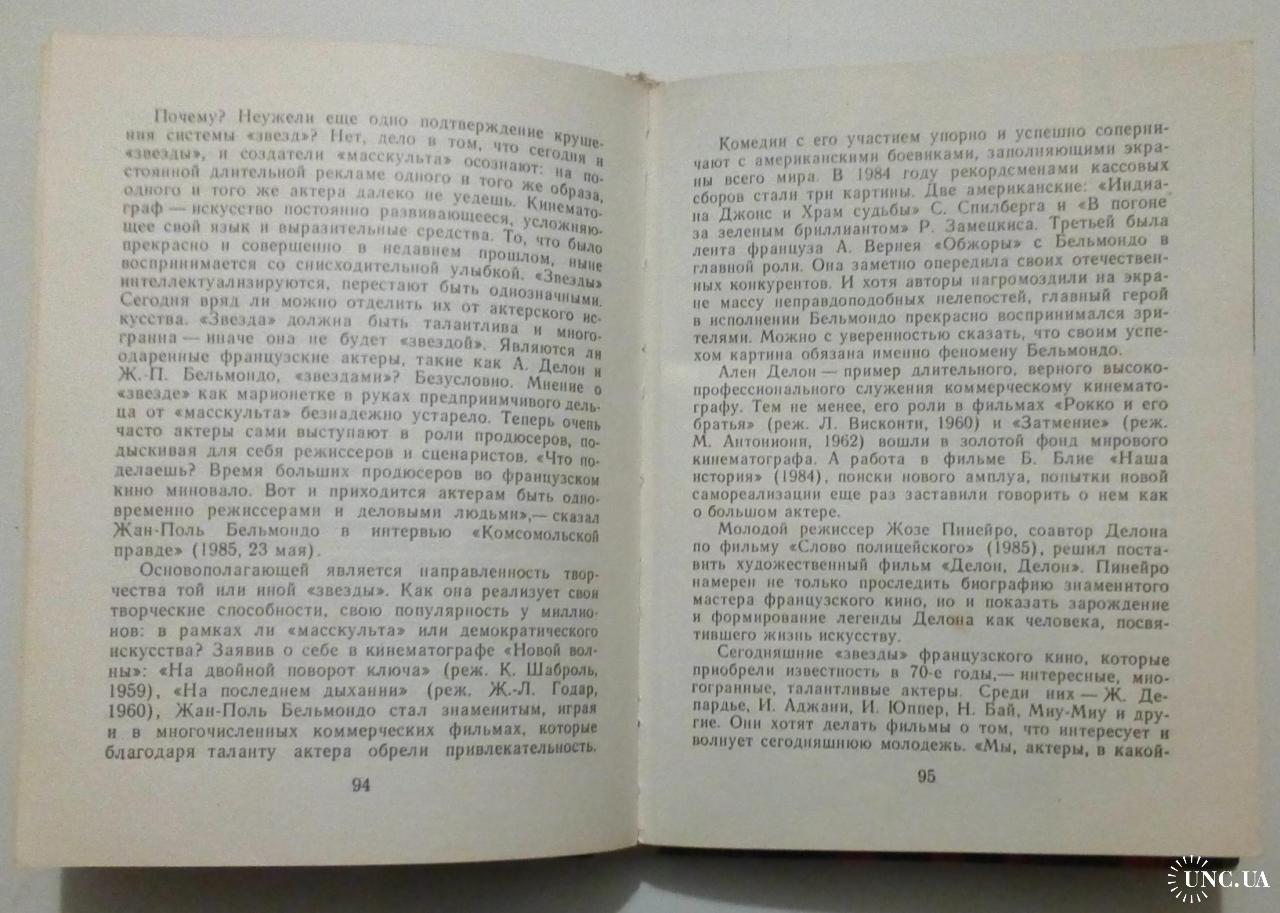 Почему? Неужели еще одно подтверждение круше-
ния системы «звезд»? Нет, дело в том, что сегодня и
«звезды», и создатели «масскульта» осознают: на по-
стоянной длительной рекламе одного и того же образа,
одного и того же актера далеко не уедешь. Кинемато-
граф — искусство постоянно развивающееся, усложняю-
щее свой язык и выразительные средства. То, что было
прекрасно и совершенно в недавнем прошлом, ныне
воспринимается со снисходительной улыбкой. «Звезды»
интеллектуализируются, перестают быть однозначными.
Сегодня вряд ли можно отделить их от актерского ис-
кусства. «Звезда» должна быть талантлива и много-
гранна — иначе она не будет «звездой». Являются ли
одаренные французские актеры, такие как А. Делон и
Ж.-П. Бельмондо, «звездами»? Безусловно. Мнение о
«звезде» как марионетке в руках предприимчивого дель-
ца от «масскульта» безнадежно устарело. Теперь очень
часто актеры сами выступают в роли продюсеров, по-
дыскивая для себя режиссеров и сценаристов. «Что по-
делаешь? Время больших продюсеров во французском
кино миновало. Вот и приходится актерам быть одно-
временно режиссерами и деловыми людьми»,— сказал
Жан-Поль Бельмондо в интервью «Комсомольской
правде» (1985, 23 мая).
Основополагающей является направленность твор-
чества той или иной «звезды». Как она реализует свои
творческие способности, свою популярность у миллио-
нов: в рамках ли «масскульта» или демократического
искусства? Заявив о себе в кинематографе «Новой вол-
ны»: «На двойной поворот ключа» (реж. К. Шаброль,
1959), «На последнем дыхании» (реж. Ж.-Л. Годар,
1960), Жан-Поль Бельмондо стал знаменитым, играя
и в многочисленных коммерческих фильмах, которые
благодаря таланту актера обрели привлекательность.
94
Комедии с его участием упорно и успешно соперни-
чают с американскими боевиками, заполняющими экра-
ны всего мира. В 1984 году рекордсменами кассовых
сборов стали три картины. Две американские: «Индиа-
на Джонс и Храм судьбы» С. Спилберга и «В погоне
за зеленым бриллиантом» Р. Замецкиса. Третьей была
лента француза А. Вернея «Обжоры» с Бельмондо в
главной роли. Она заметно опередила своих отечествен-
ных конкурентов. И хотя авторы нагромоздили на экра-
не массу неправдоподобных нелепостей, главный герой
в исполнении Бельмондо прекрасно воспринимался зри-
телями. Можно с уверенностью сказать, что своим успе-
хом картина обязана именно феномену Бельмондо.
Ален Делон — пример длительного, верного высоко-
профессионального служения коммерческому кинемато-
графу. Тем не менее, его роли в фильмах «Рокко и его
братья» (реж. Л. Висконти, 1960) и «Затмение» (реж.
М. Антониони, 1962) вошли в золотой фонд мирового
кинематографа. А работа в фильме Б. Блие «Наша
история» (1984), поиски нового амплуа, попытки новой
самореализации еще раз заставили говорить о нем как
о большом актере.
Молодой режиссер Жозе Пинейро, соавтор Делона
по фильму «Слово полицейского» (1985), решил поста-
вить художественный фильм «Делон, Делон». Пинейро
намерен не только проследить биографию знаменитого
мастера французского кино, но и показать зарождение
и формирование легенды Делона как человека, посвя-
тившего жизнь искусству.
Сегодняшние «звезды» французского кино, которые
приобрели известность в 70-е годы,— интересные, мно-
гогранные, талантливые актеры. Среди них — Ж. Де-
пардье, И. Аджани, И. Юппер, Н. Бай, Миу-Миу и дру-
гие. Они хотят делать фильмы о том, что интересует и
волнует сегодняшнюю молодежь. «Мы, актеры, в какой-
95
UNC.UA